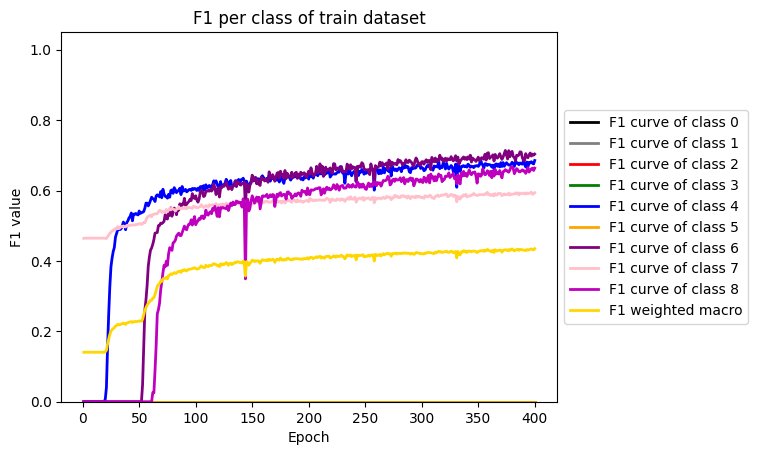 F1 per class of train dataset
F1 value
1.0
0.8
0.6
0.4
0.2
0.0
0
50
100
150
200
250
300
350
400
Epoch
F1 curve of class 0
F1 curve of class 1
F1 curve of class 2
F1 curve of class 3
F1 curve of class 4
F1 curve of class 5
F1 curve of class 6
F1 curve of class 7
F1 curve of class 8
F1 weighted macro